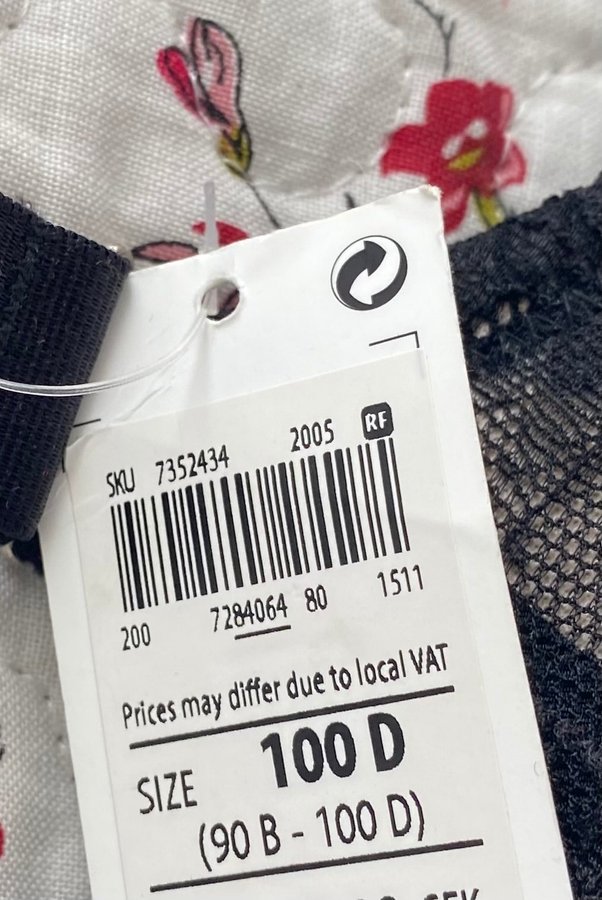 RF
SKU 7352434 2005
200 7284064 80 1511
Prices may differ due to local VAT
SIZE 100 D
(90 B - 100 D)
SEK